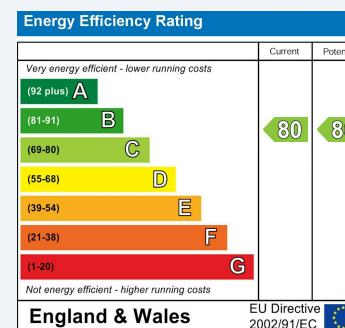 Energy Efficiency Rating
Current
Very energy efficient - lower running costs
(92 plus) A
(81-91) B
80
(69-80) C
(55-68) D
(39-54) E
(21-38) F
(1-20) G
Not energy efficient - higher running costs
England & Wales
EU Directive
2002/91/EC